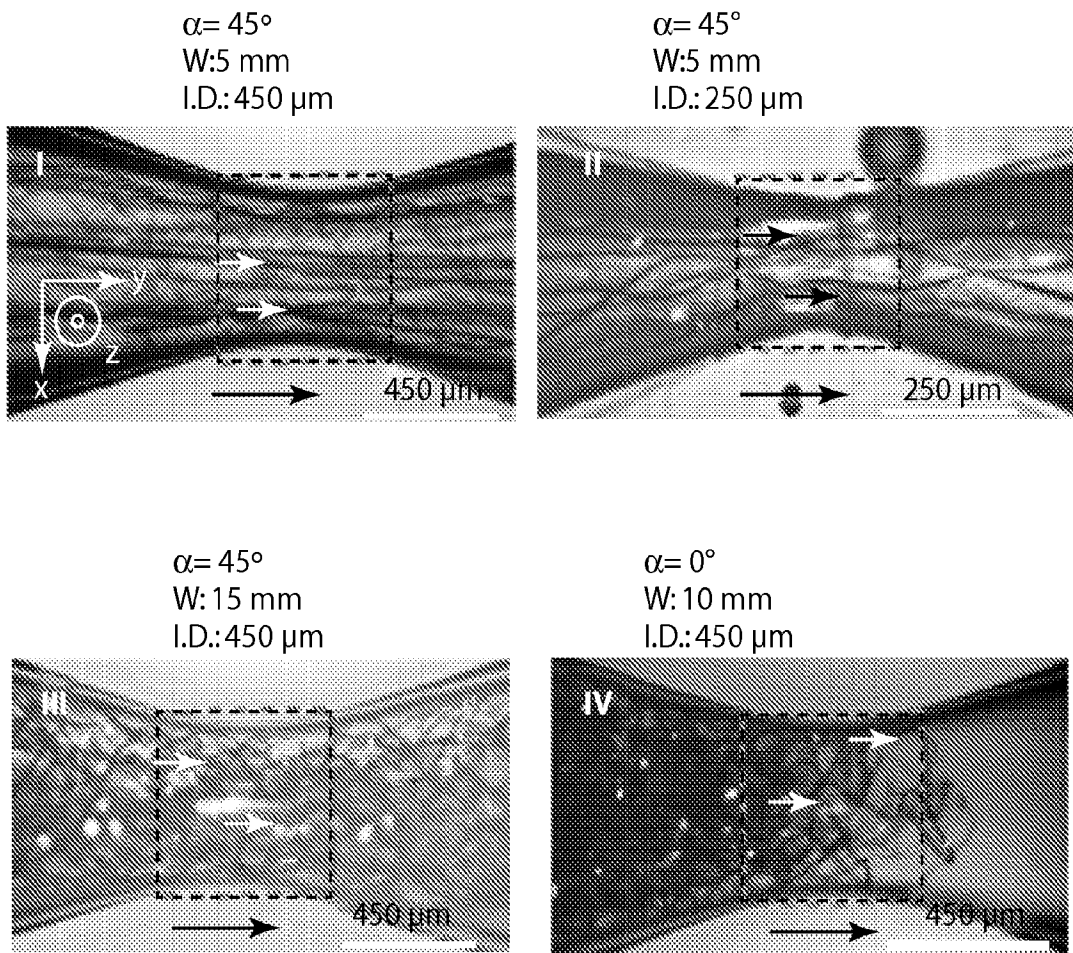 α= 45°
W:5 mm
I.D.: 450 µm
α= 45°
W:5 mm
I.D.: 250 µm
I
y
z
x
450 µm
II
250 µm
α= 45°
W: 15 mm
I.D.: 450 µm
α= 0°
W: 10 mm
I.D.: 450 µm
III
450 µm
IV
450 µm